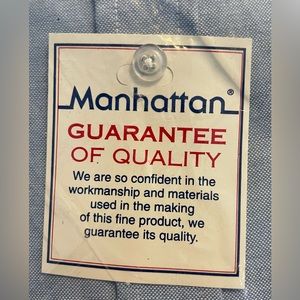 Manhattan®
GUARANTEE
OF QUALITY
We are so confident in the
workmanship and materials
used in the making
of this fine product, we
guarantee its quality.